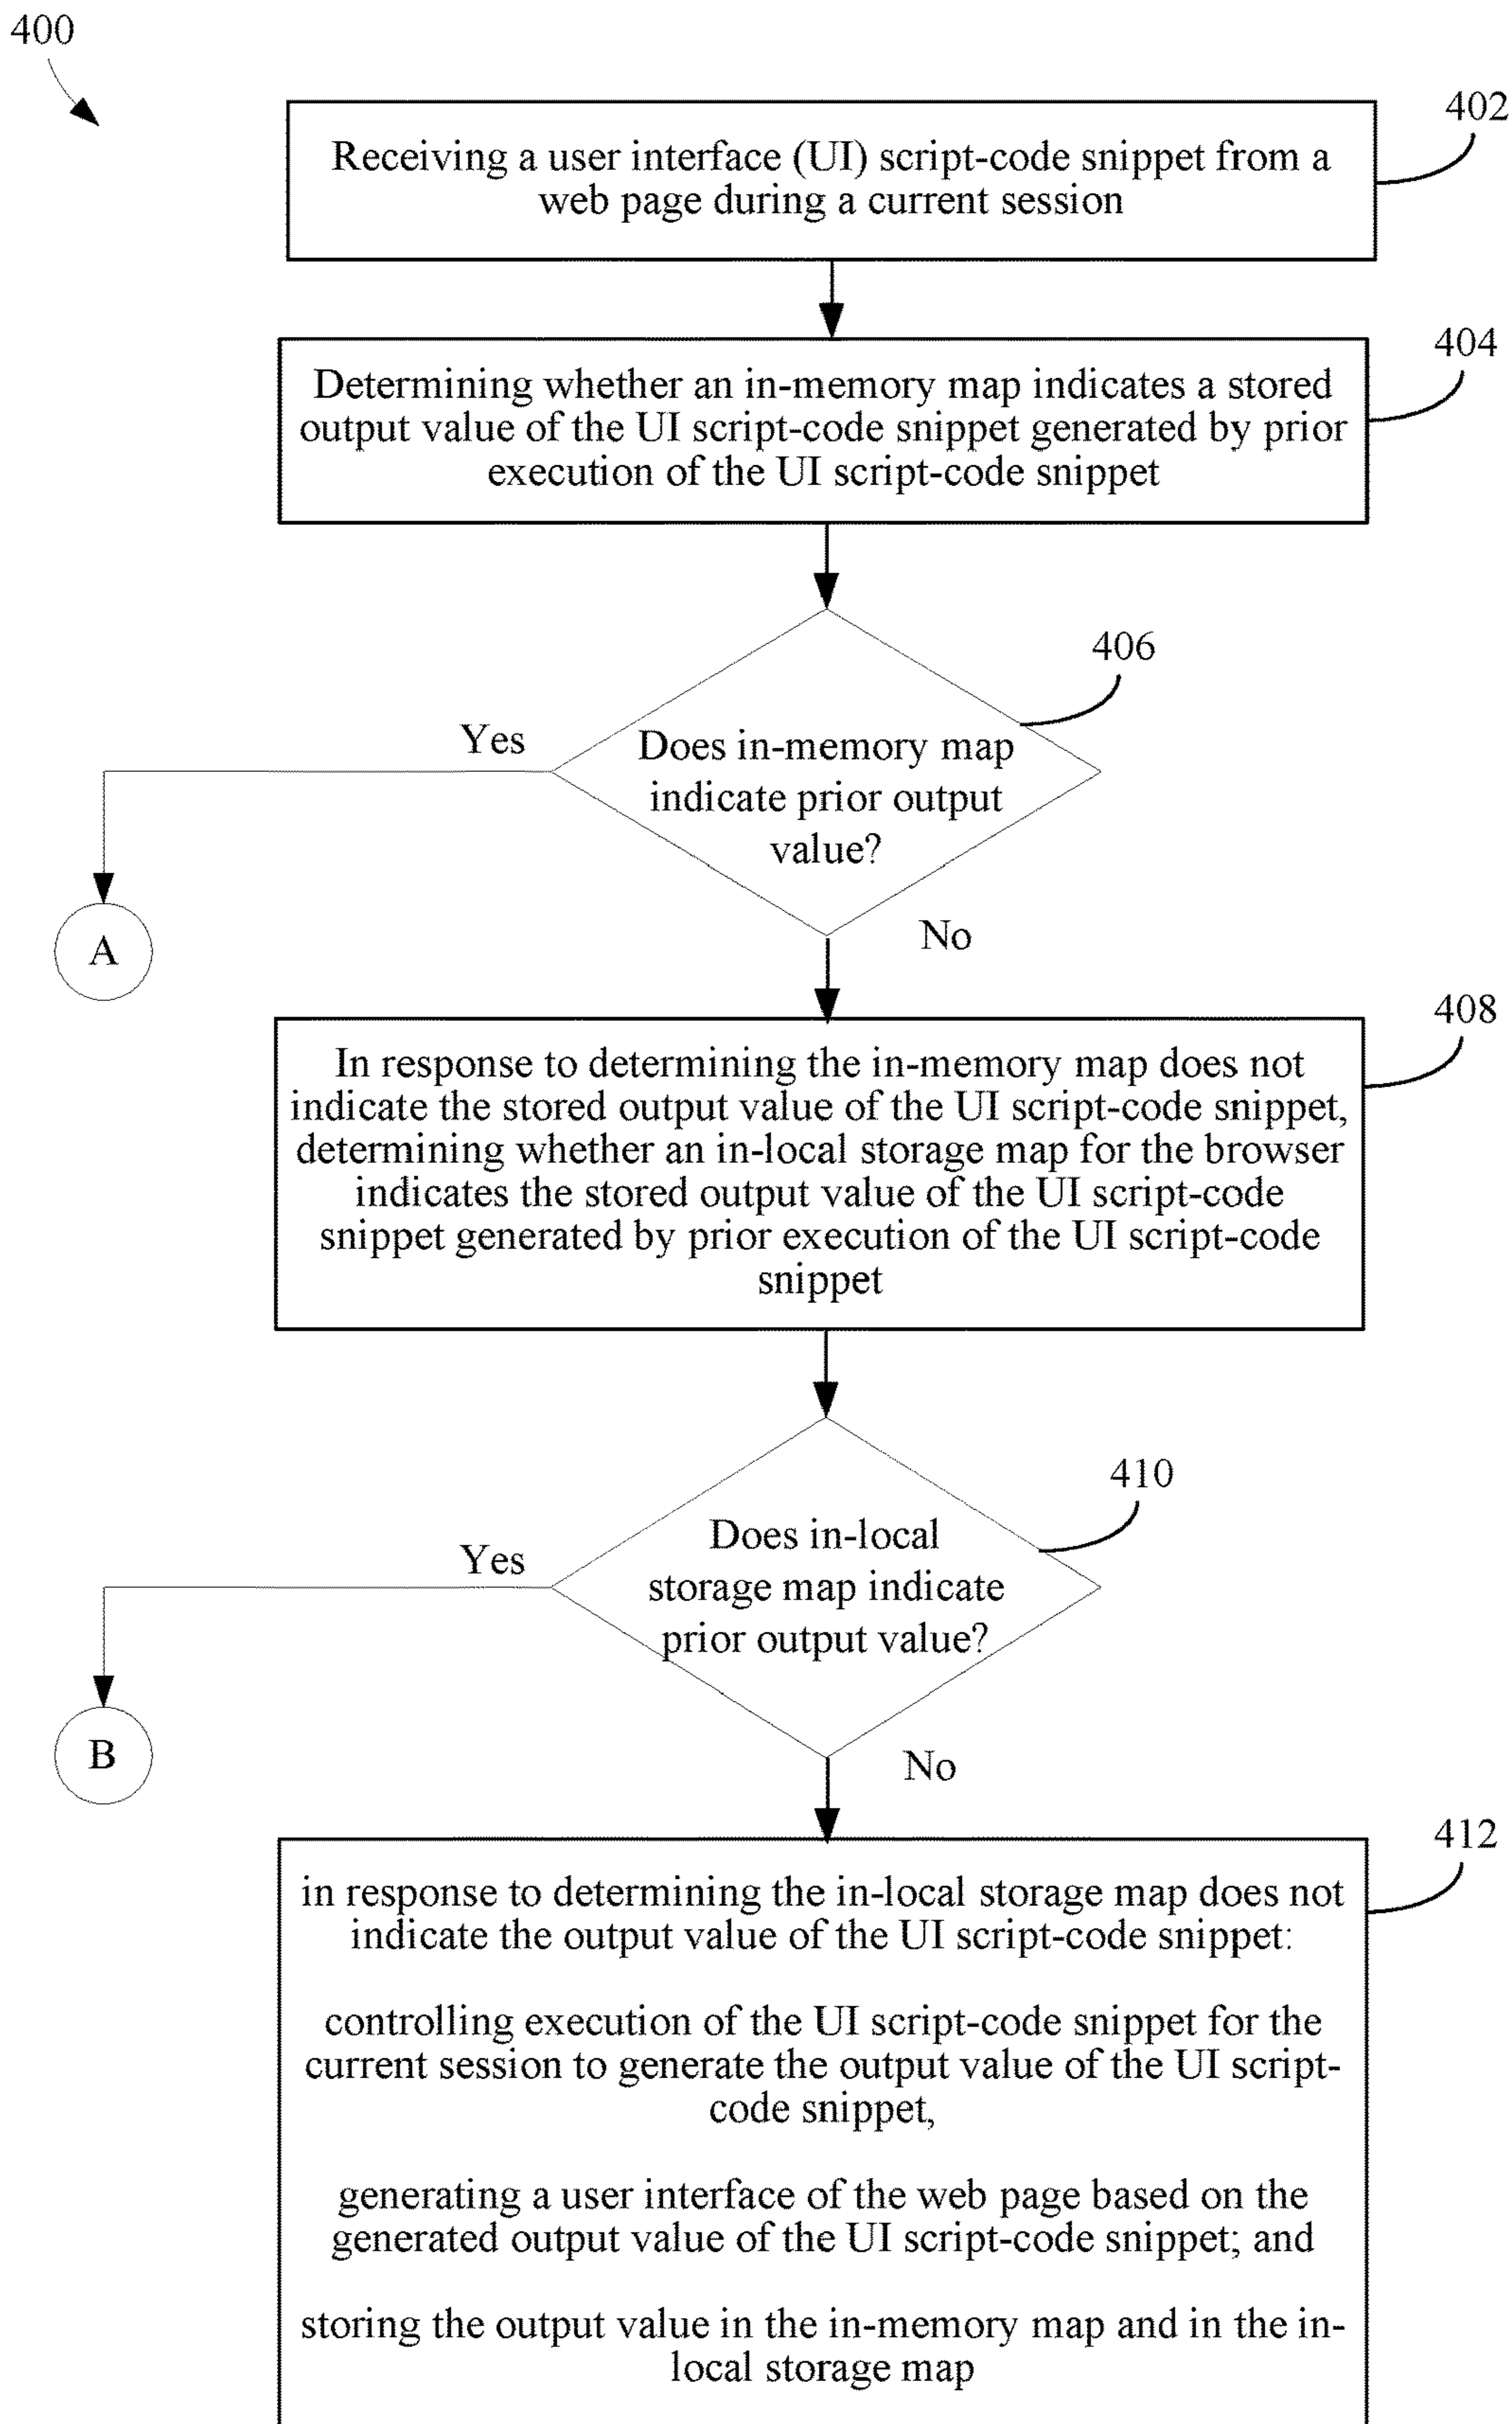 400
402
Receiving a user interface (UI) script-code snippet from a
web page during a current session
404
Determining whether an in-memory map indicates a stored
output value of the UI script-code snippet generated by prior
execution of the UI script-code snippet
406
Yes
Does in-memory map
indicate prior output
value?
A
No
408
In response to determining the in-memory map does not
indicate the stored output value of the UI script-code snippet,
determining whether an in-local storage map for the browser
indicates the stored output value of the UI script-code
snippet generated by prior execution of the UI script-code
snippet
410
Yes
Does in-local
storage map indicate
prior output value?
B
No
412
in response to determining the in-local storage map does not
indicate the output value of the UI script-code snippet:
controlling execution of the UI script-code snippet for the
current session to generate the output value of the UI script-
code snippet,
generating a user interface of the web page based on the
generated output value of the UI script-code snippet; and
storing the output value in the in-memory map and in the in-
local storage map